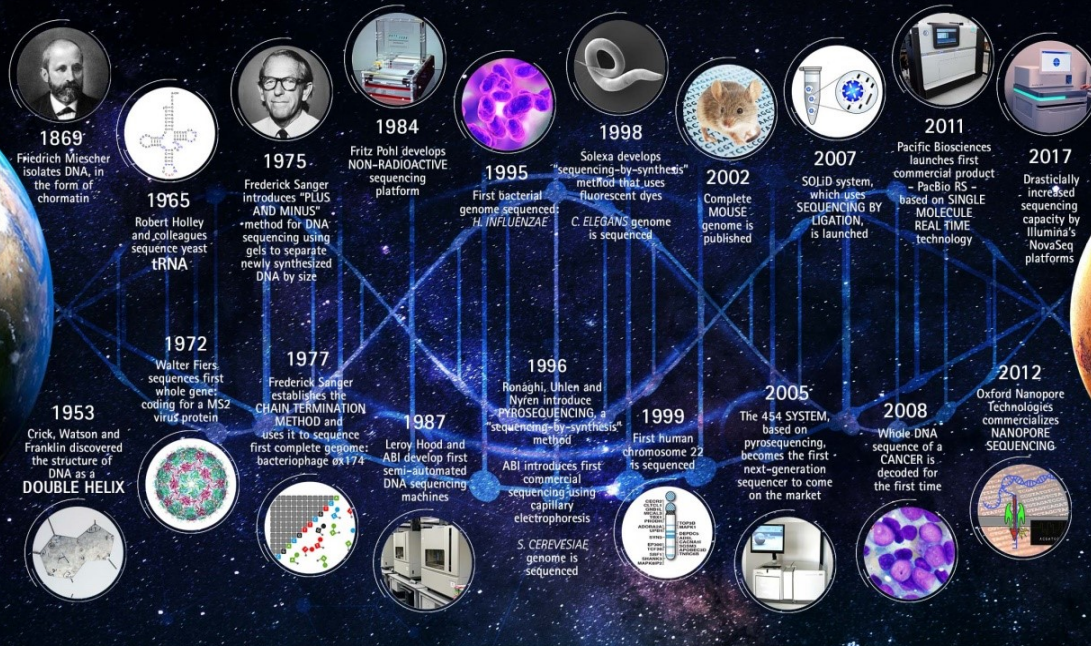 1869
Friedrich Miescher
isolates DNA, in
the form of
chromatin
1953
Crick, Watson and
Franklin discovered
the structure of
DNA as a
DOUBLE HELIX
1965
Robert Holley
and colleagues
sequence yeast
tRNA
1972
Walter Fiers
sequences first
whole gene:
coding for a MS2
virus protein
1975
Frederick Sanger
introduces "PLUS
AND MINUS"
method for DNA
sequencing using
gels to separate
newly synthesized
DNA by size
1977
Frederick Sanger
establishes the
CHAIN TERMINATION
METHOD and
uses it to sequence
first complete genome:
bacteriophage øx174
1984
Fritz Pohl develops
NON-RADIOACTIVE
sequencing
platform
1987
Leroy Hood and
ABI develop first
semi-automated
DNA sequencing
machines
1995
First bacterial
genome sequenced:
H. INFLUENZAE
1996
Ronaghi, Uhlen and
Nyren introduce
PYROSEQUENCING, a
"sequencing-by-synthesis"
method
ABI introduces first
commercial
sequencing using
capillary
electrophoresis
S. CEREVESIAE
genome is
sequenced
1998
Solexa develops
"sequencing-by-synthesis"
method that uses
fluorescent dyes
C. ELEGANS genome
is sequenced
1999
First Human
chromosome 22
is sequenced
2002
Complete
MOUSE
genome is
published
2005
The 454 SYSTEM,
based on
pyrosequencing,
becomes the first
next-generation
sequencer to come
on the market
2007
SOLiD system,
which uses
SEQUENCING BY
LIGATION,
is launched
2008
Whole DNA
sequence of a
CANCER is
decoded for
the first time
2011
Pacific Biosciences
launches first
commercial product
- PacBio RS -
based on SINGLE
MOLECULE
REAL TIME
technology
2012
Oxford Nanopore
Technologies
commercializes
NANOPORE
SEQUENCING
2017
Drastically
increased
sequencing
capacity by
Illumina's
NovaSeq
platforms